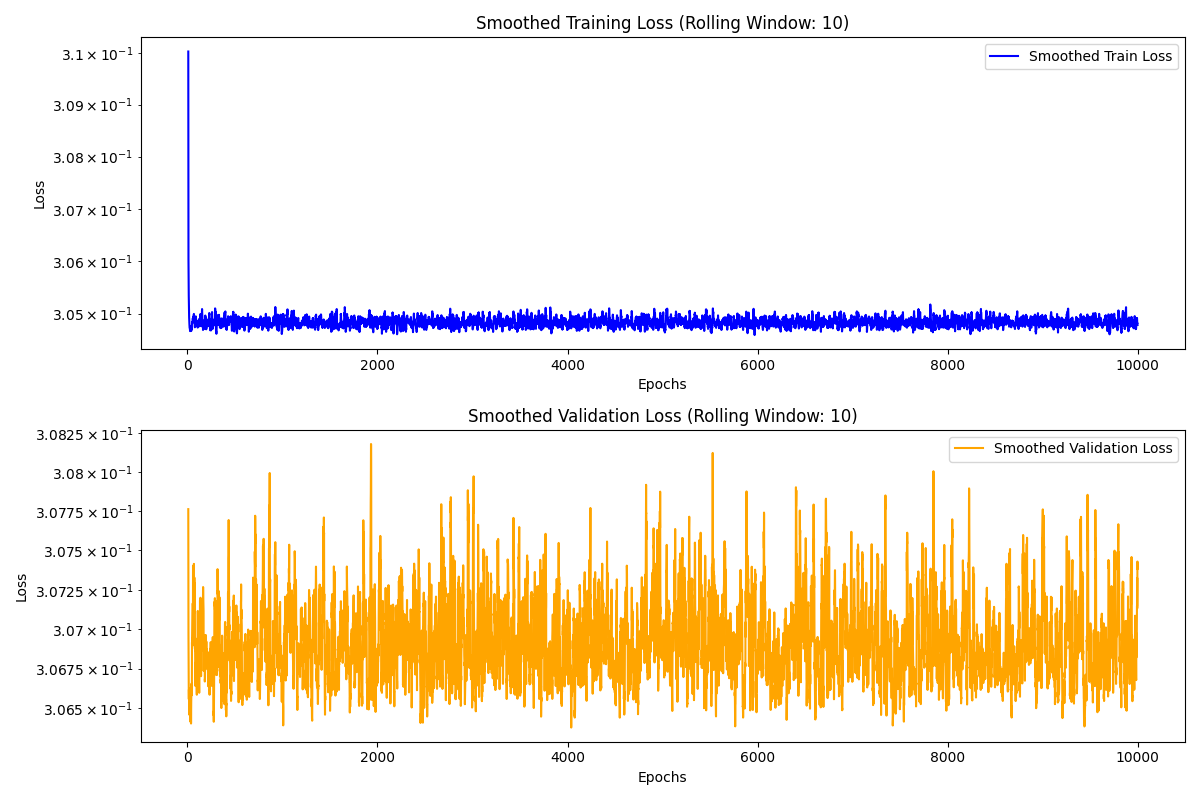 Smoothed Training Loss (Rolling Window: 10)
Smoothed Train Loss
3.1 × 10⁻¹
3.09 × 10⁻¹
3.08 × 10⁻¹
3.07 × 10⁻¹
3.06 × 10⁻¹
3.05 × 10⁻¹
Loss
0 2000 4000 6000 8000 10000
Epochs
Smoothed Validation Loss (Rolling Window: 10)
Smoothed Validation Loss
3.0825 × 10⁻¹
3.08 × 10⁻¹
3.0775 × 10⁻¹
3.075 × 10⁻¹
3.0725 × 10⁻¹
3.07 × 10⁻¹
3.0675 × 10⁻¹
3.065 × 10⁻¹
Loss
0 2000 4000 6000 8000 10000
Epochs